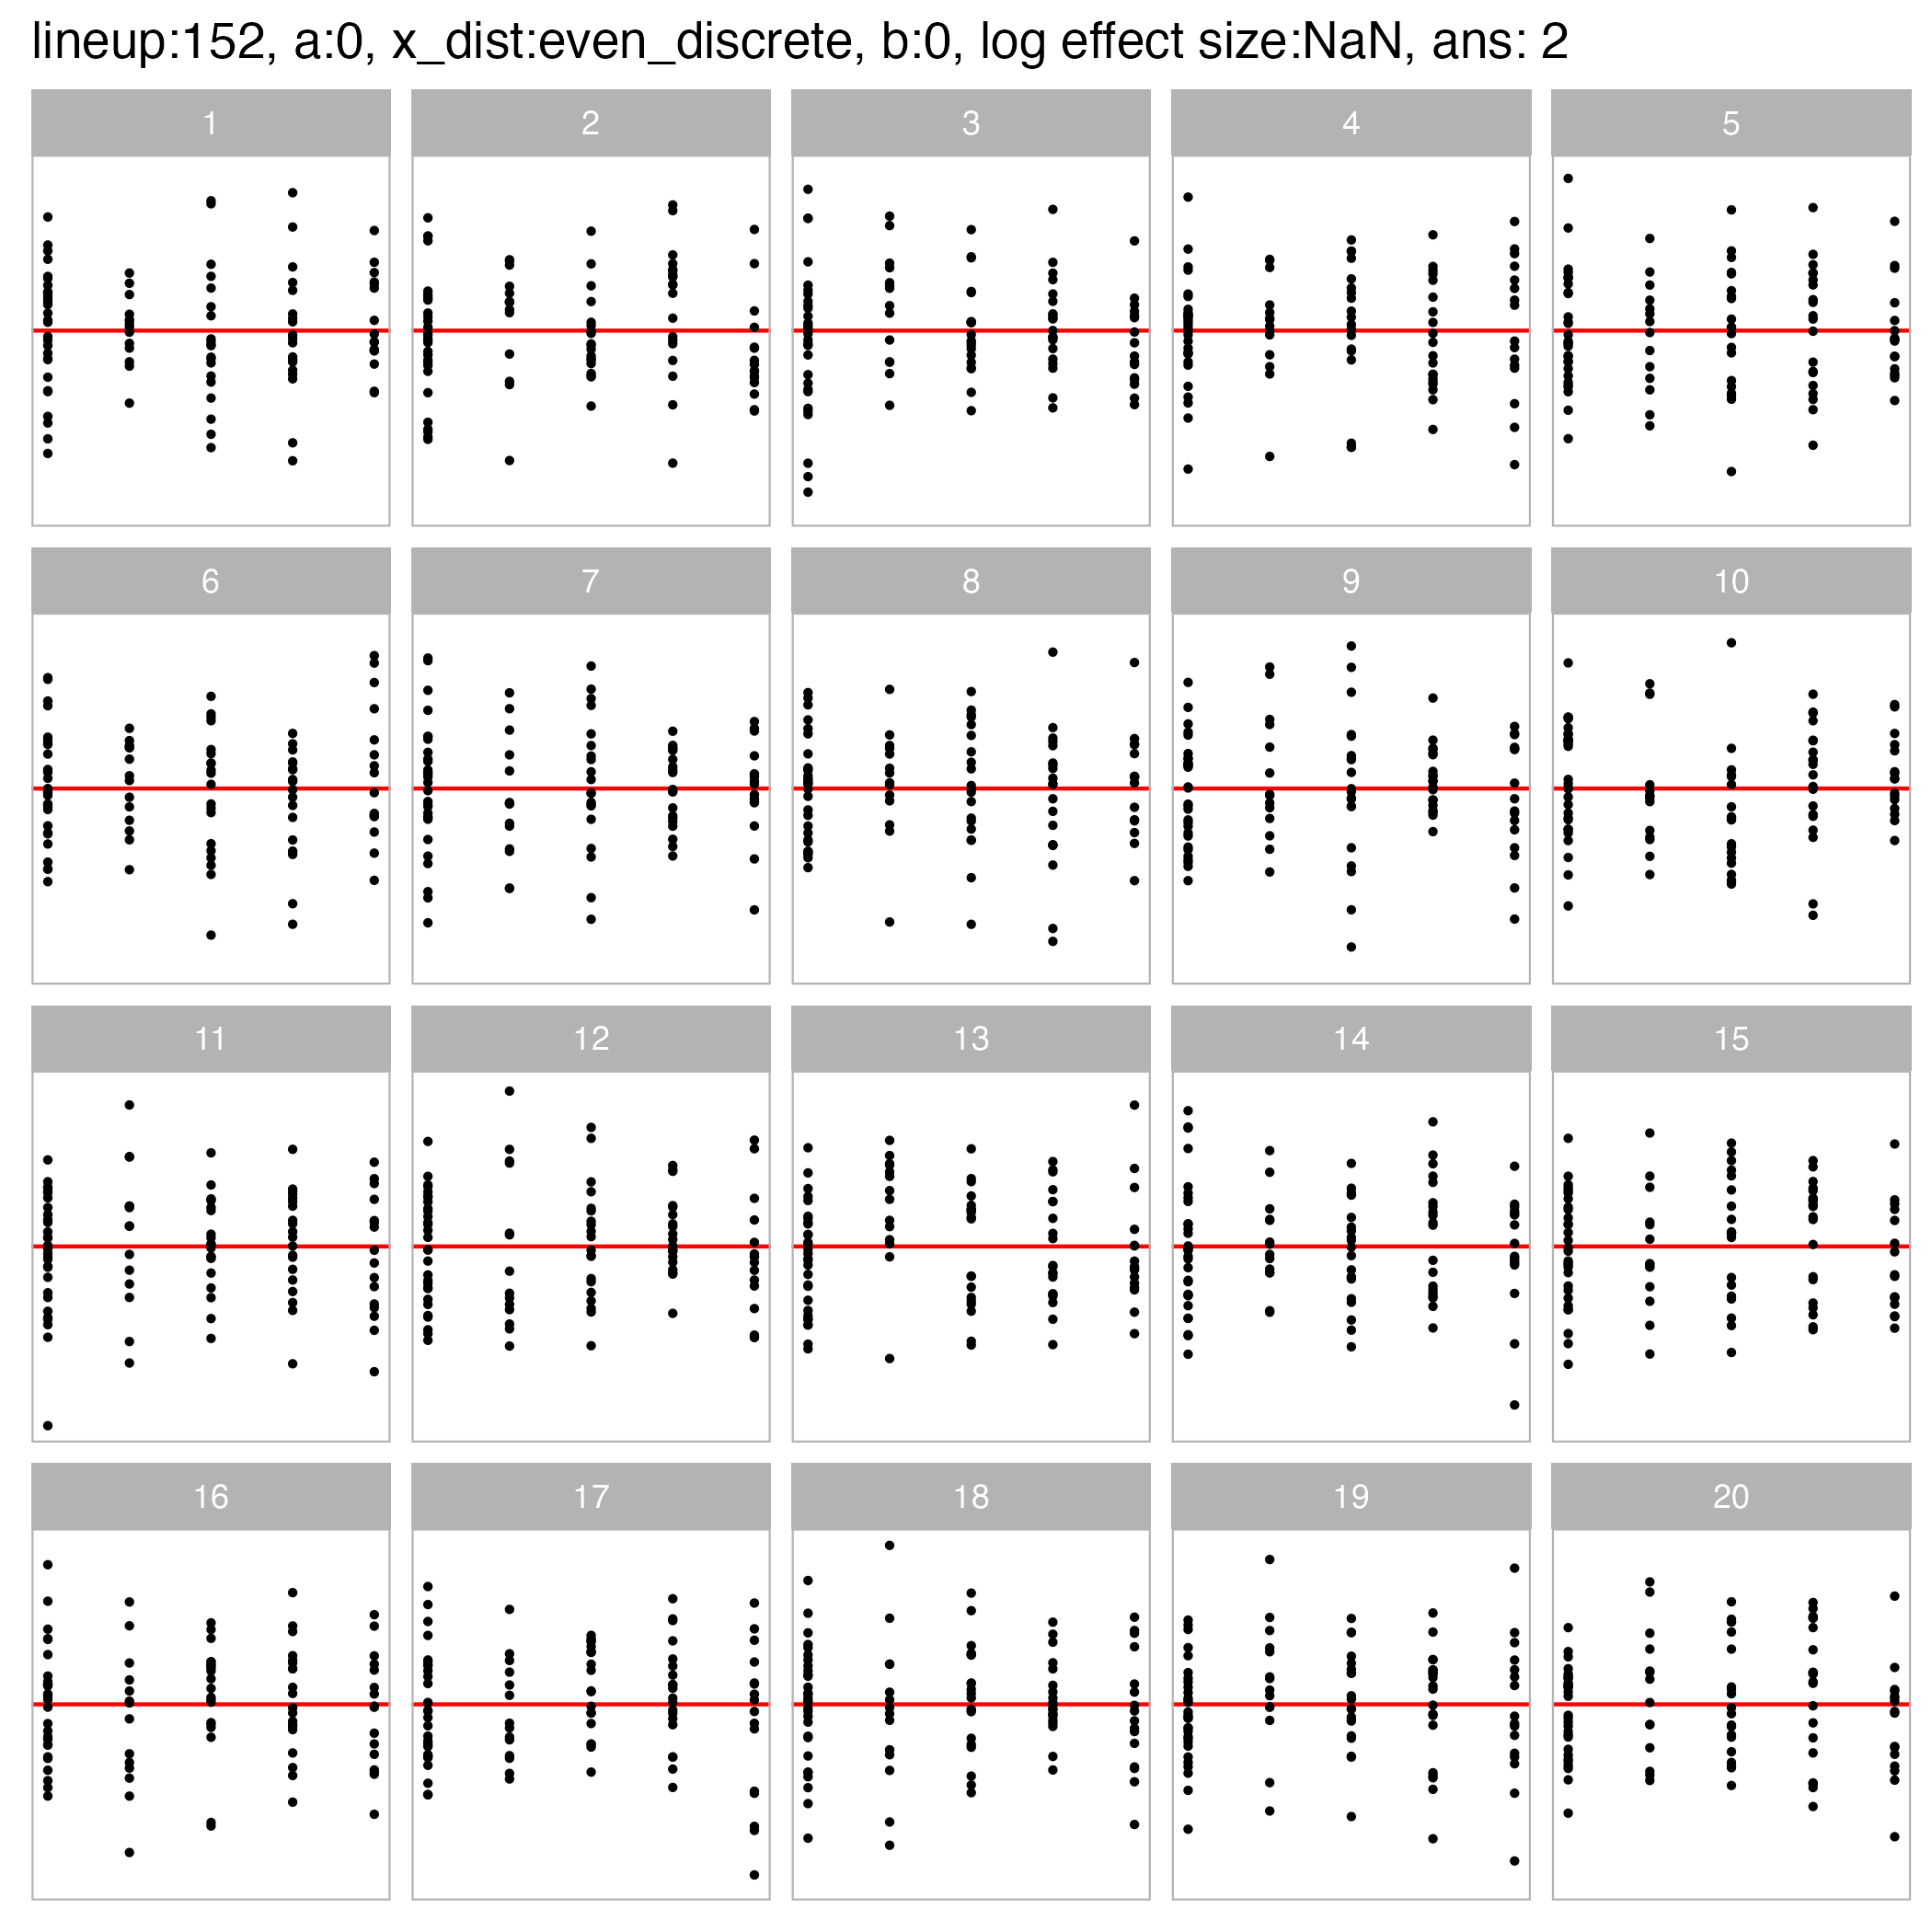 lineup:152, a:0, x_dist:even_discrete, b:0, log effect size:NaN, ans: 2
1 2 3 4 5
6 7 8 9 10
11 12 13 14 15
16 17 18 19 20